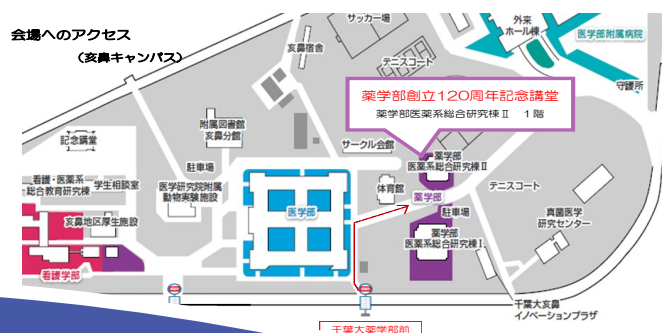 会場へのアクセス
（亥鼻キャンパス）
サッカー場
外来
ホール棟
医学部附属病院
亥鼻宿舎
テニスコート
守護所
薬学部創立120周年記念講堂
薬学部医薬系総合研究棟Ⅱ　1階
附属図書館
亥鼻分館
記念講堂
サークル会館
薬学部
医薬系総合研究棟Ⅱ
駐車場
看護・医薬系
総合教育研究棟
学生相談室
医学研究院附属
動物実験施設
体育館
薬学部
テニスコート
医学部
駐車場
亥鼻地区厚生施設
真菌医学
研究センター
薬学部
医薬系総合研究棟Ⅰ
看護学部
千葉大亥鼻
イノベーションプラザ
千葉大薬学部前